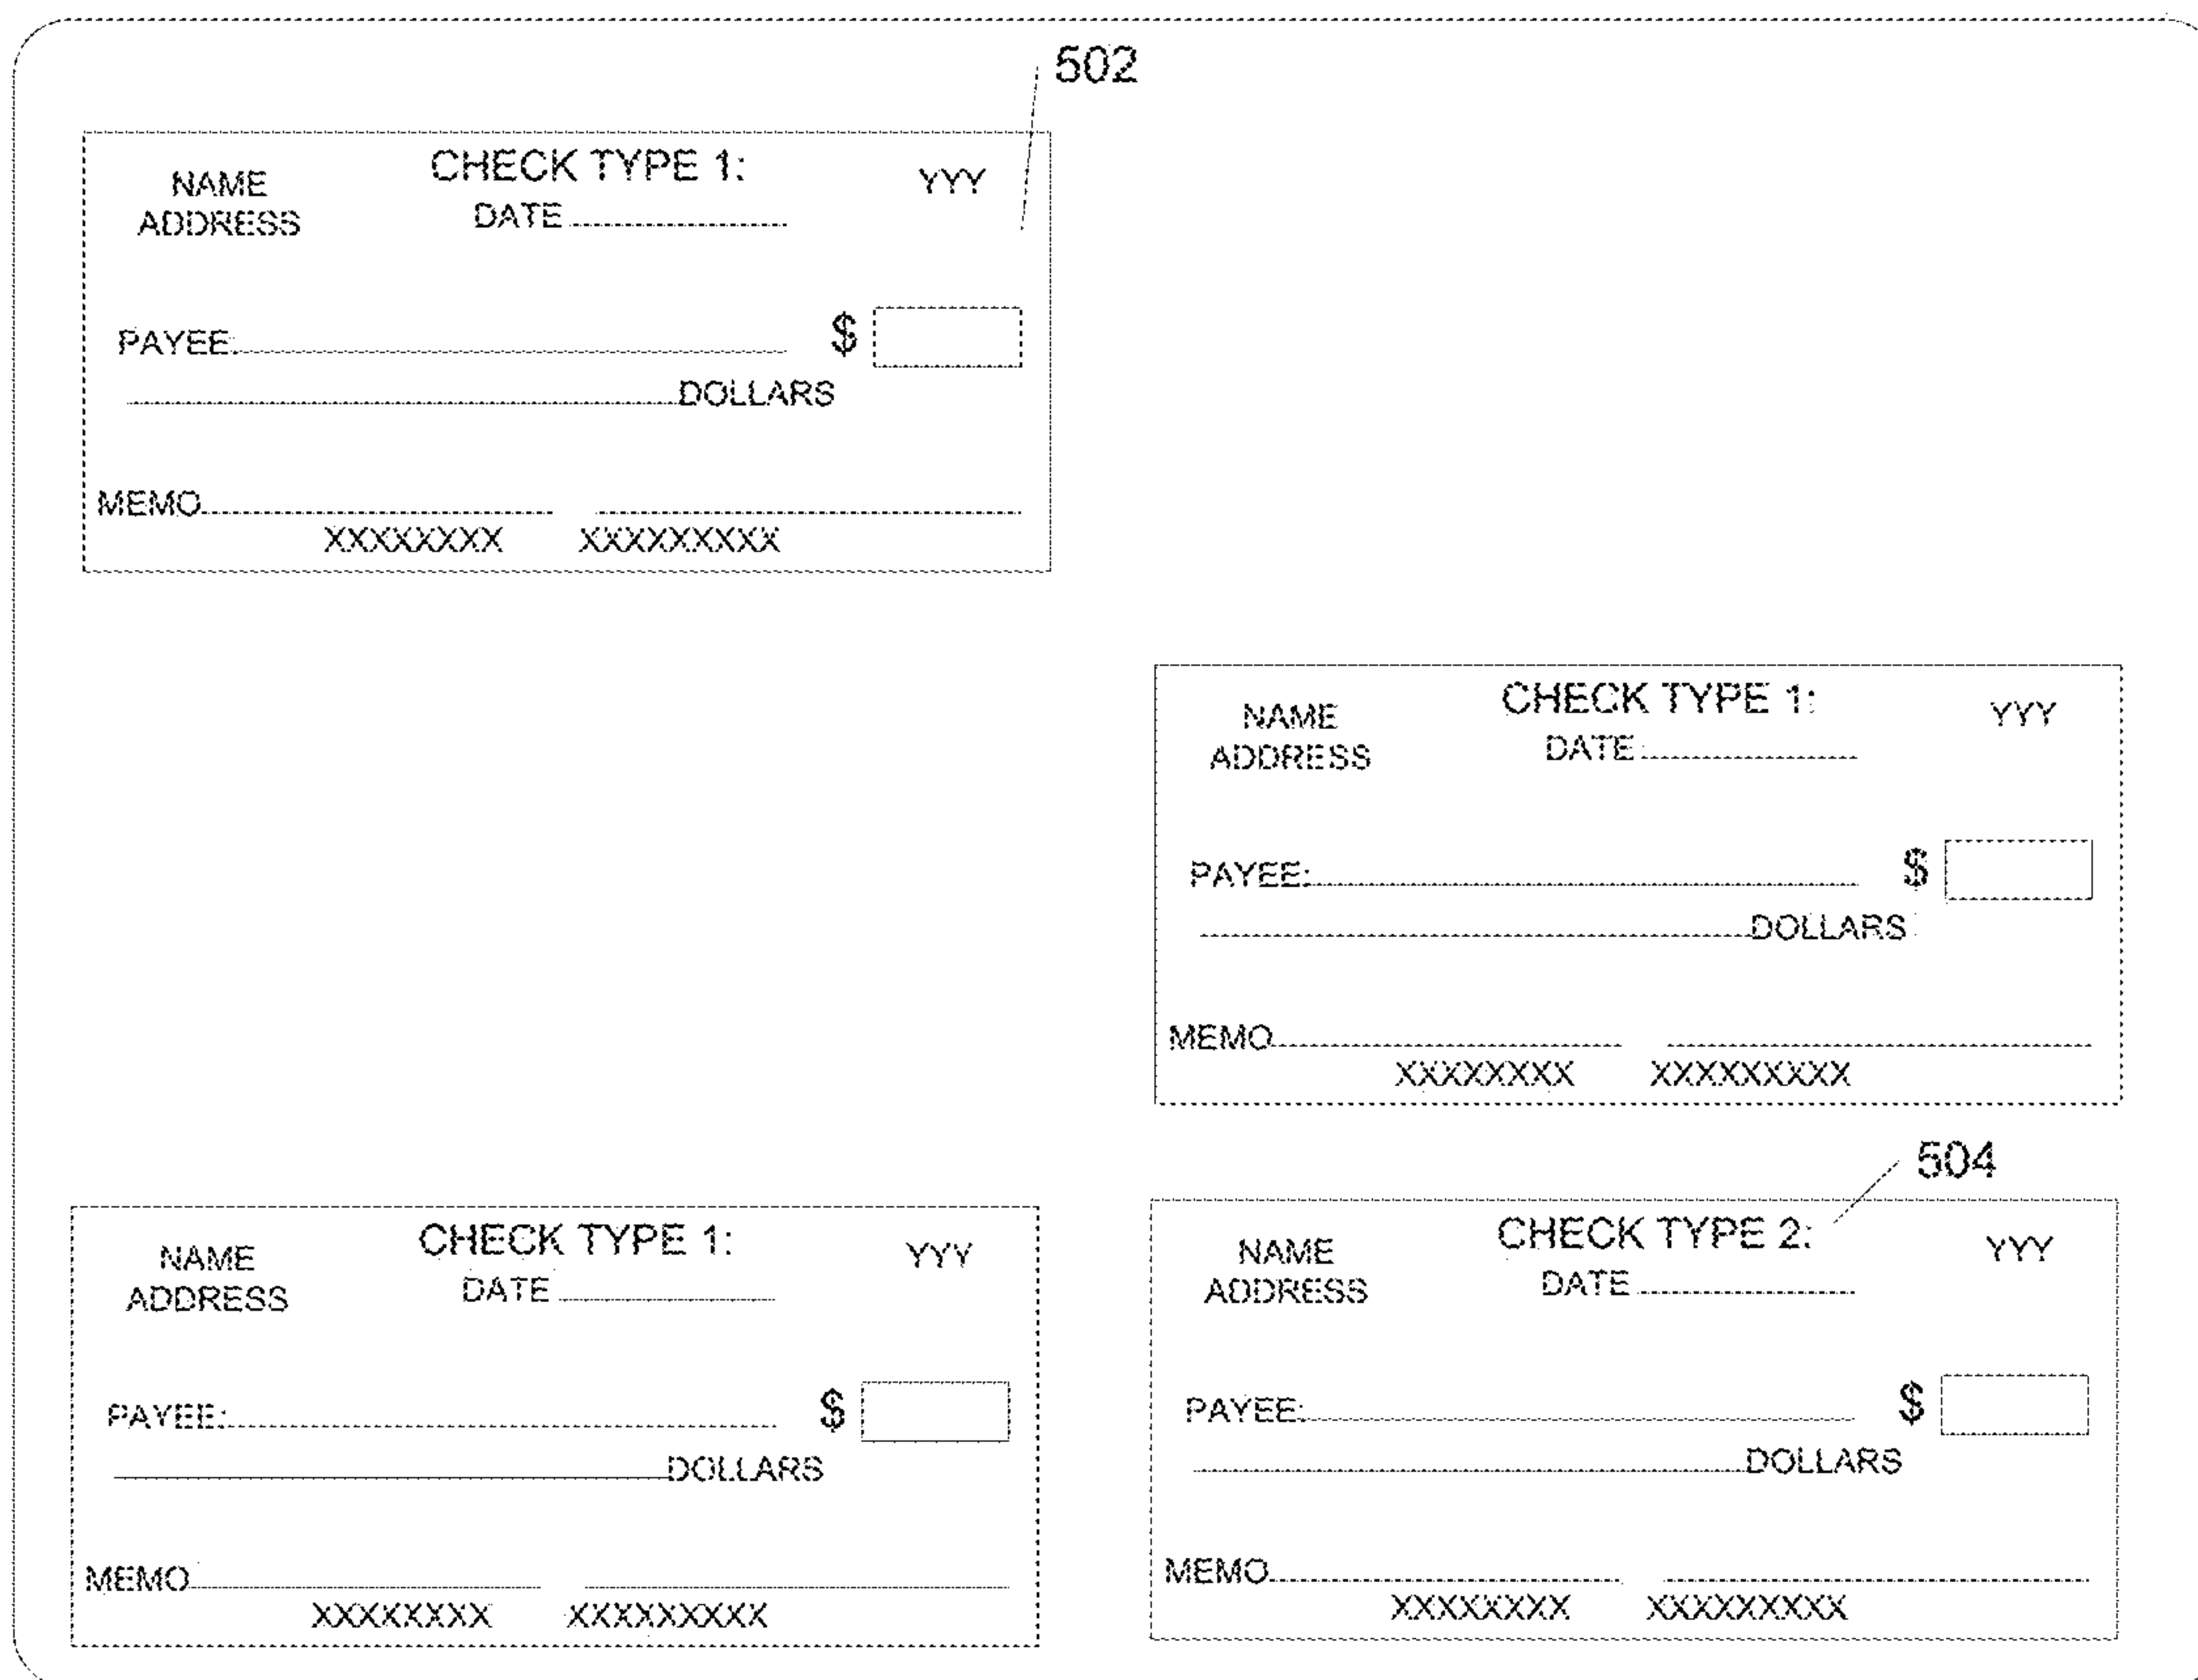 502
CHECK TYPE 1:
NAME
YYY
ADDRESS
DATE
PAYEE: $
DOLLARS
MEMO
XXXXXXXX XXXXXXXXX
CHECK TYPE 1:
NAME
YYY
ADDRESS
DATE
PAYEE: $
DOLLARS
MEMO
XXXXXXXX XXXXXXXXX
CHECK TYPE 1:
NAME
YYY
ADDRESS
DATE
PAYEE: $
DOLLARS
MEMO
XXXXXXXX XXXXXXXXX
504
CHECK TYPE 2:
NAME
YYY
ADDRESS
DATE
PAYEE: $
DOLLARS
MEMO
XXXXXXXX XXXXXXXXX